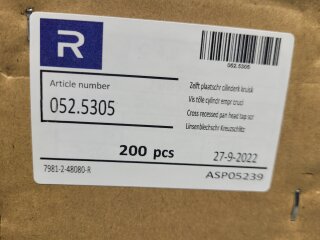 R
052.5305
Article number
052.5305
Zelft plaatschr cilinderk kruisk
Vis tôle cylindr empr cruci
Cross recessed pan head tap scr
Linsenblechschr Kreuzschlitz
200 pcs
27-9-2022
7981-2-48080-R
ASP05239